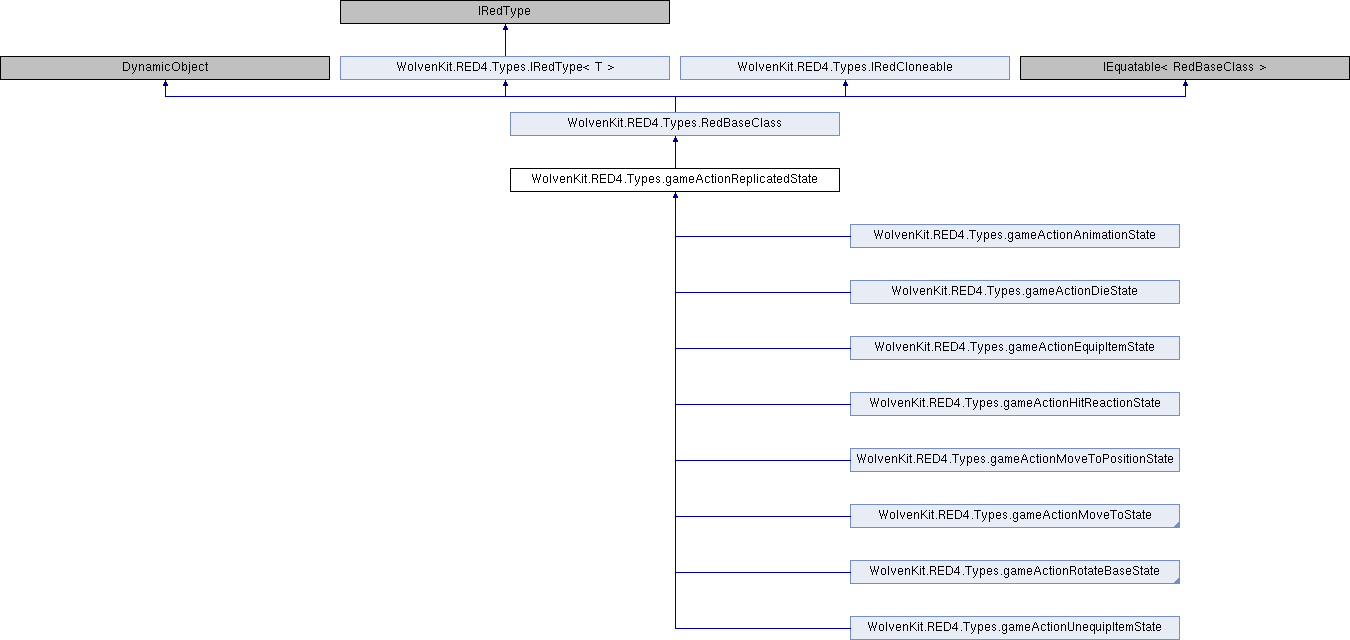 IRedType
DynamicObject
WolvenKit.RED4.Types.IRedType< T >
WolvenKit.RED4.Types.IRedCloneable
IEquatable< RedBaseClass >
WolvenKit.RED4.Types.RedBaseClass
WolvenKit.RED4.Types.gameActionReplicatedState
WolvenKit.RED4.Types.gameActionAnimationState
WolvenKit.RED4.Types.gameActionDieState
WolvenKit.RED4.Types.gameActionEquipItemState
WolvenKit.RED4.Types.gameActionHitReactionState
WolvenKit.RED4.Types.gameActionMoveToPositionState
WolvenKit.RED4.Types.gameActionMoveToState
WolvenKit.RED4.Types.gameActionRotateBaseState
WolvenKit.RED4.Types.gameActionUnequipItemState